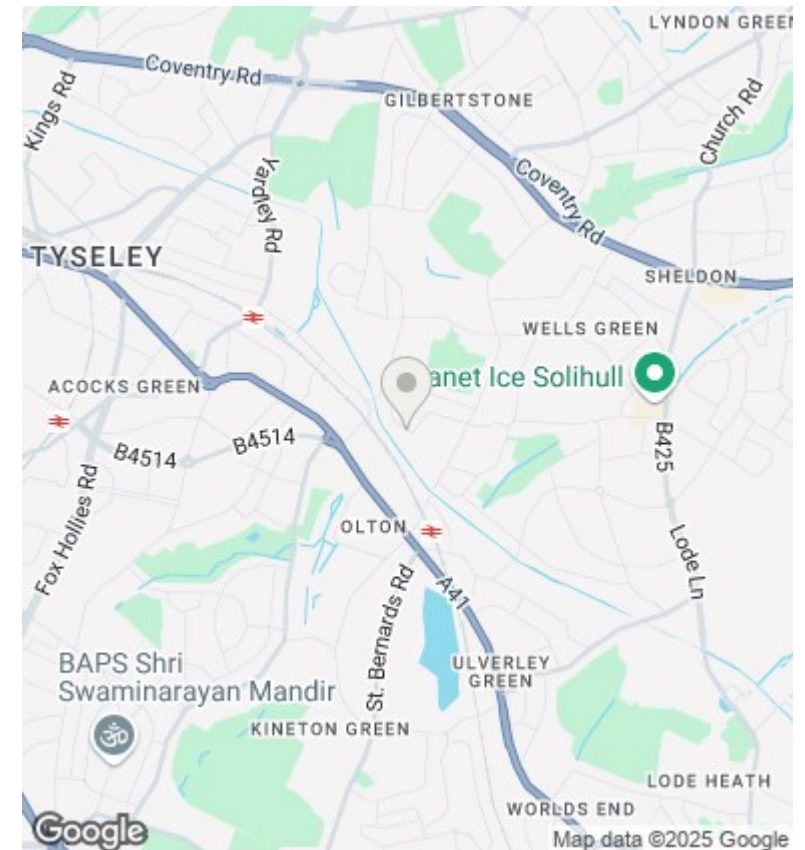 LYNDON GREEN
Coventry Rd
Kings Rd
GILBERTSTONE
Church Rd
Yardley Rd
Coventry Rd
TYSELEY
SHELDON
WELLS GREEN
anet Ice Solihull
ACOCKS GREEN
B4514
B4514
B425
Fox Hollies Rd
OLTON
Lode Ln
St. Bernards Rd
A41
BAPS Shri
Swaminarayan Mandir
ULVERLEY
GREEN
KINETON GREEN
LODE HEATH
WORLDS END
Google
Map data ©2025 Google